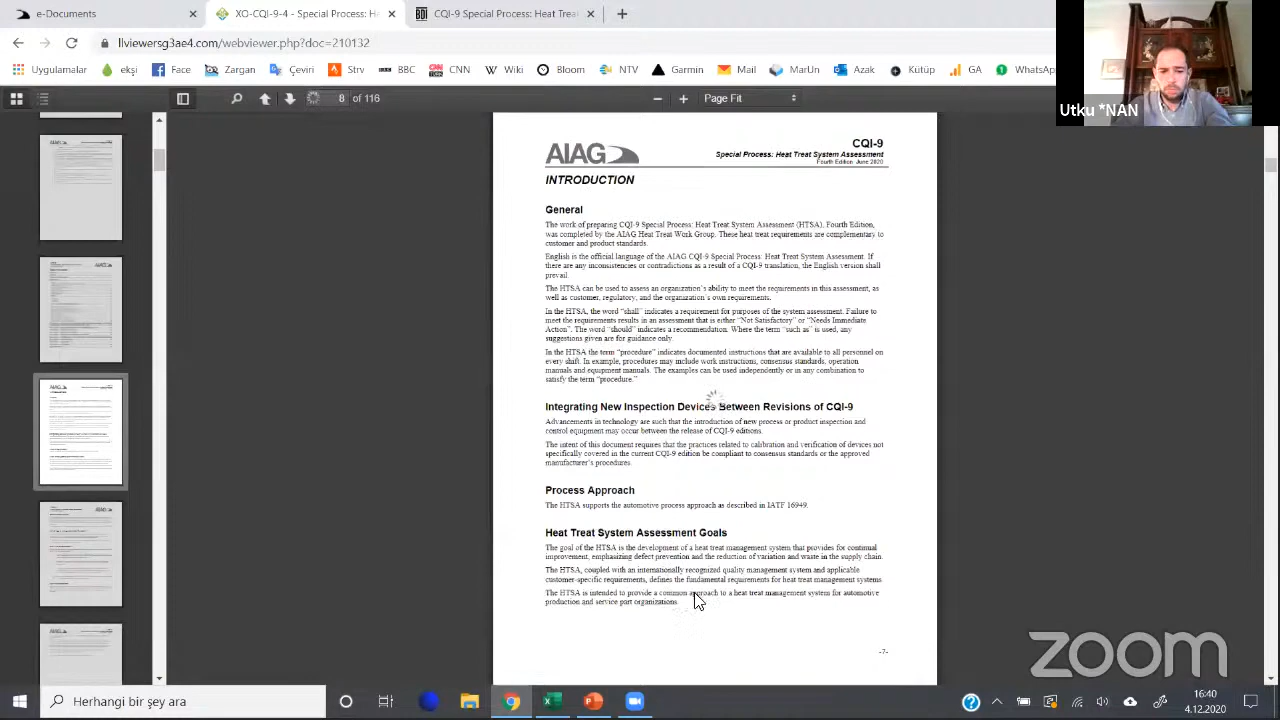 e-Documents
XO-CQI-9-4 - Special Process: He
CQI-9 Special Process: Heat Trea
llviewersg3ae4.com/webviewer.php?doc=210132
Uygulamalar
ekşi
Zargan
Çeviri
BBC
Wiki
Bloom
NTV
Garmin
Mail
MarUn
Azak
Kütüp
GA
WhatsApp
8 of 116
Page Fit
Utku *NAN
AIAG
CQI-9
Special Process: Heat Treat System Assessment
Fourth Edition June 2020
INTRODUCTION
General
The work of preparing CQI-9 Special Process: Heat Treat System Assessment (HTSA), Fourth Edition,
was completed by the AIAG Heat Treat Work Group. These heat treat requirements are complementary to
customer and product standards.
English is the official language of the AIAG CQI-9 Special Process: Heat Treat System Assessment. If
there are any inconsistencies or contradictions as a result of a CQI-9 translation, the English version shall
prevail.
The HTSA can be used to assess an organization's ability to meet the requirements in this assessment, as
well as customer, regulatory, and the organization's own requirements.
In the HTSA, the word "shall" indicates a requirement for purposes of the system assessment. Failure to
meet the requirements results in an assessment that is either "Not Satisfactory" or "Needs Immediate
Action". The word "should" indicates a recommendation. Where the term "such as" is used, any
suggestions given are for guidance only.
In the HTSA the term "procedure" indicates documented instructions that are available to all personnel on
every shift. In example, procedures may include work instructions, consensus standards, operation
manuals and equipment manuals. The examples can be used independently or in any combination to
satisfy the term "procedure."
Integrating New Inspection Devices Between Revisions of CQI-9
Advancements in technology are such that the introduction of new process or product inspection and
control equipment may occur between the release of CQI-9 editions.
The intent of this document requires that the practices related to calibration and verification of devices not
specifically covered in the current CQI-9 edition be compliant to consensus standards or the approved
manufacturer's procedures.
Process Approach
The HTSA supports the automotive process approach as described in IATF 16949.
Heat Treat System Assessment Goals
The goal of the HTSA is the development of a heat treat management system that provides for continual
improvement, emphasizing defect prevention and the reduction of variation and waste in the supply chain.
The HTSA, coupled with an internationally recognized quality management system and applicable
customer-specific requirements, defines the fundamental requirements for heat treat management systems.
The HTSA is intended to provide a common approach to a heat treat management system for automotive
production and service part organizations.
-7-
zoom
Herhangi bir şey ara
16:40
4.12.2020